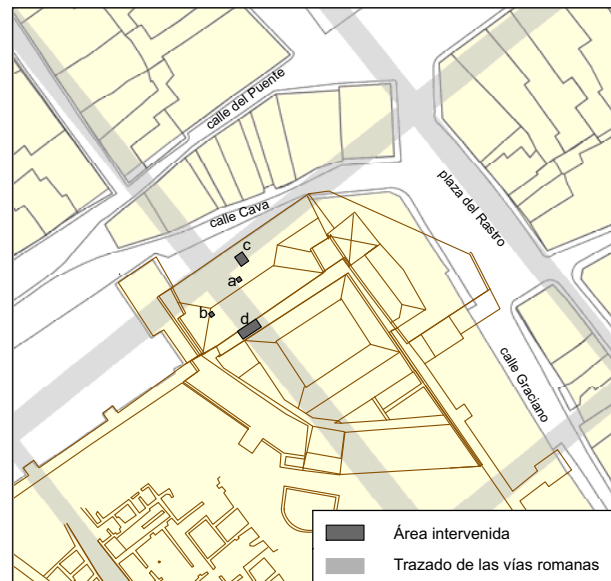 calle del Puente
plaza del Rastro
calle Cava
c
a
b
d
calle Graciano
Área intervenida
Trazado de las vías romanas